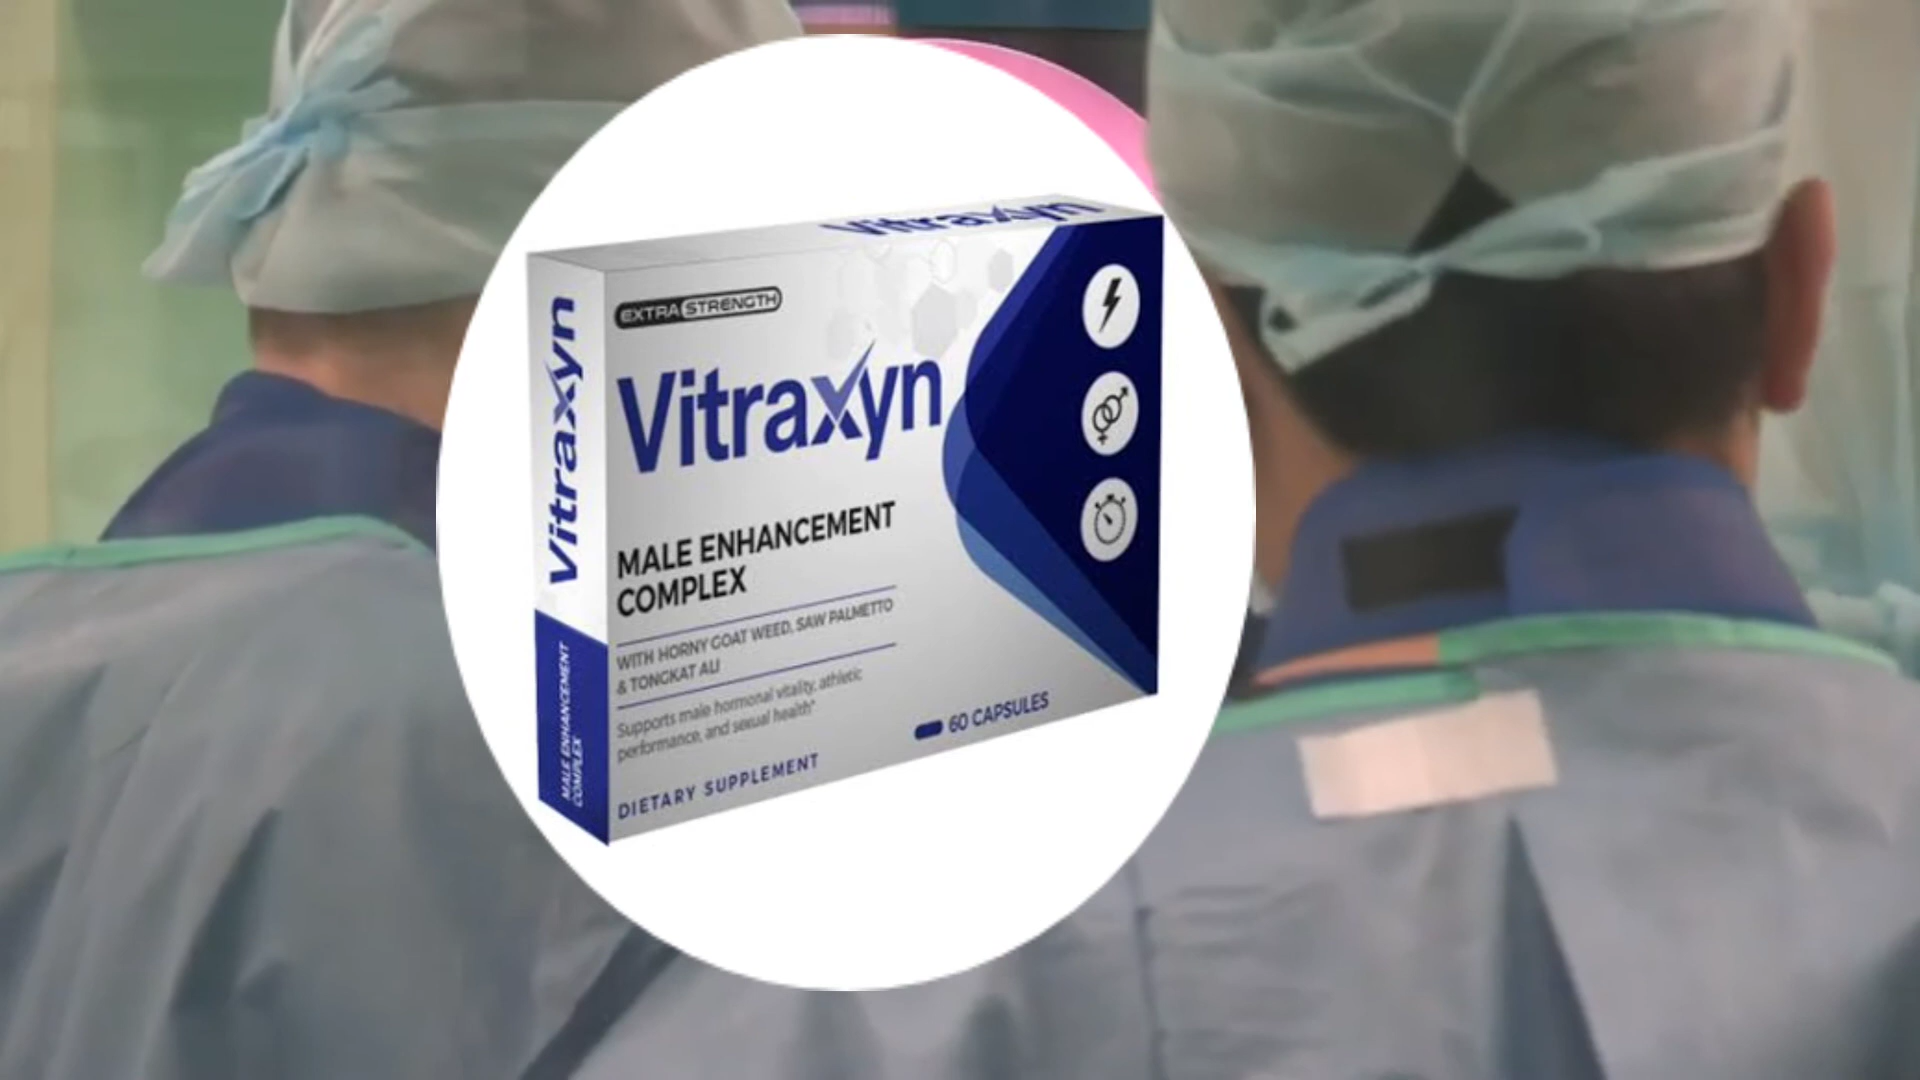 Vitraxyn
EXTRA STRENGTH
Vitraxyn
Vitraxyn
MALE ENHANCEMENT
COMPLEX
WITH HORNY GOAT WEED, SAW PALMETTO
& TONGKAT ALI
Supports male hormonal vitality, athletic
performance, and sexual health*
60 CAPSULES
DIETARY SUPPLEMENT
MALE ENHANCEMENT
COMPLEX